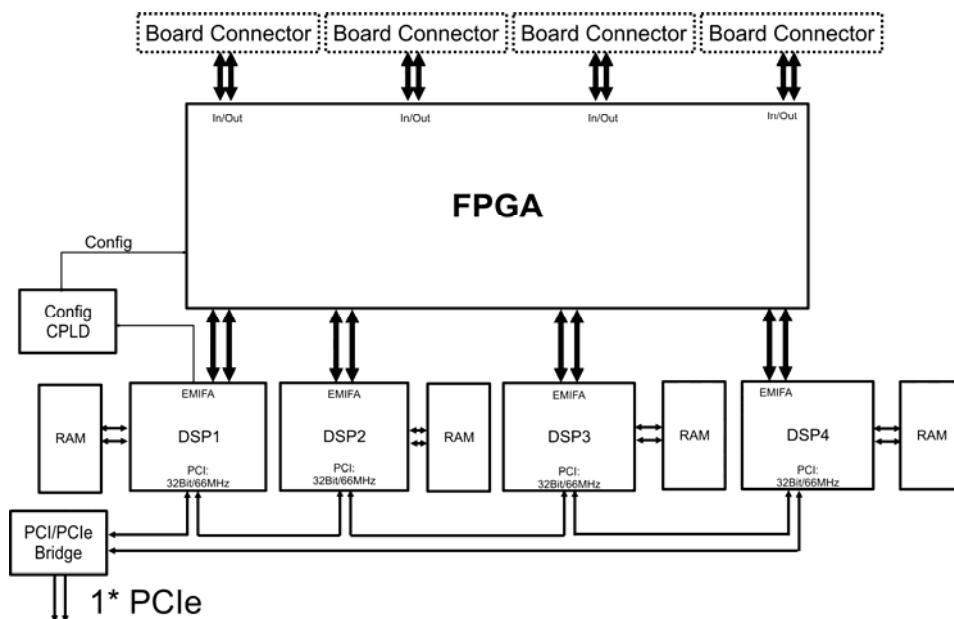 Board Connector
Board Connector
Board Connector
Board Connector
In/Out
In/Out
In/Out
In/Out
FPGA
Config
Config
CPLD
EMIFA
EMIFA
EMIFA
EMIFA
RAM
DSP1
DSP2
RAM
DSP3
RAM
DSP4
RAM
PCI:
32Bit/66MHz
PCI:
32Bit/66MHz
PCI:
32Bit/66MHz
PCI:
32Bit/66MHz
PCI/PCIe
Bridge
1* PCIe